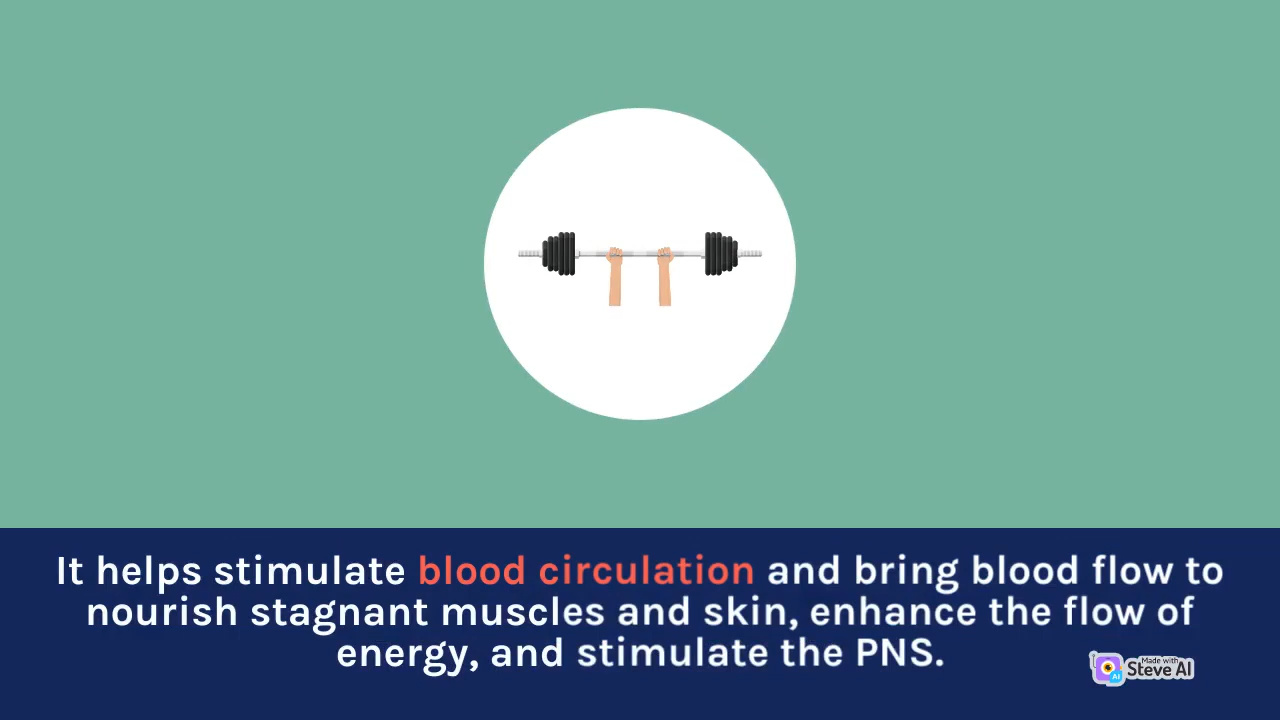 It helps stimulate blood circulation and bring blood flow to
nourish stagnant muscles and skin, enhance the flow of
energy, and stimulate the PNS.
Made with
Steve AI
AI